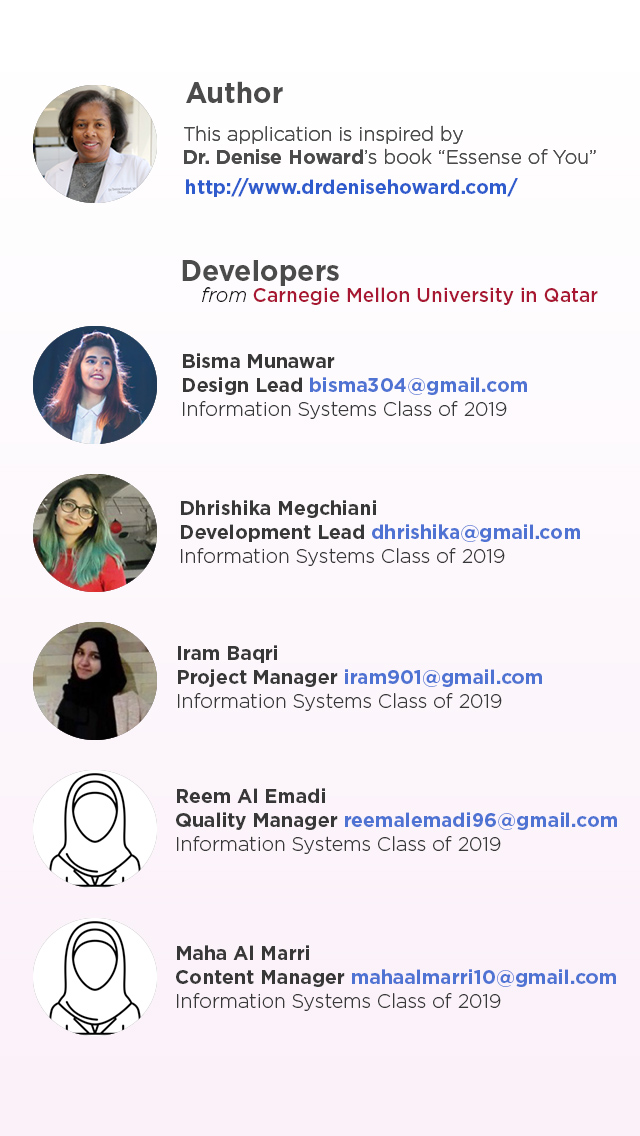 Author
This application is inspired by
Dr. Denise Howard's book “Essense of You”
http://www.drdenisehoward.com/
Developers
from Carnegie Mellon University in Qatar
Bisma Munawar
Design Lead bisma304@gmail.com
Information Systems Class of 2019
Dhrishika Megchiani
Development Lead dhrishika@gmail.com
Information Systems Class of 2019
Iram Baqri
Project Manager iram901@gmail.com
Information Systems Class of 2019
Reem Al Emadi
Quality Manager reemalemadi96@gmail.com
Information Systems Class of 2019
Maha Al Marri
Content Manager mahaalmarri10@gmail.com
Information Systems Class of 2019